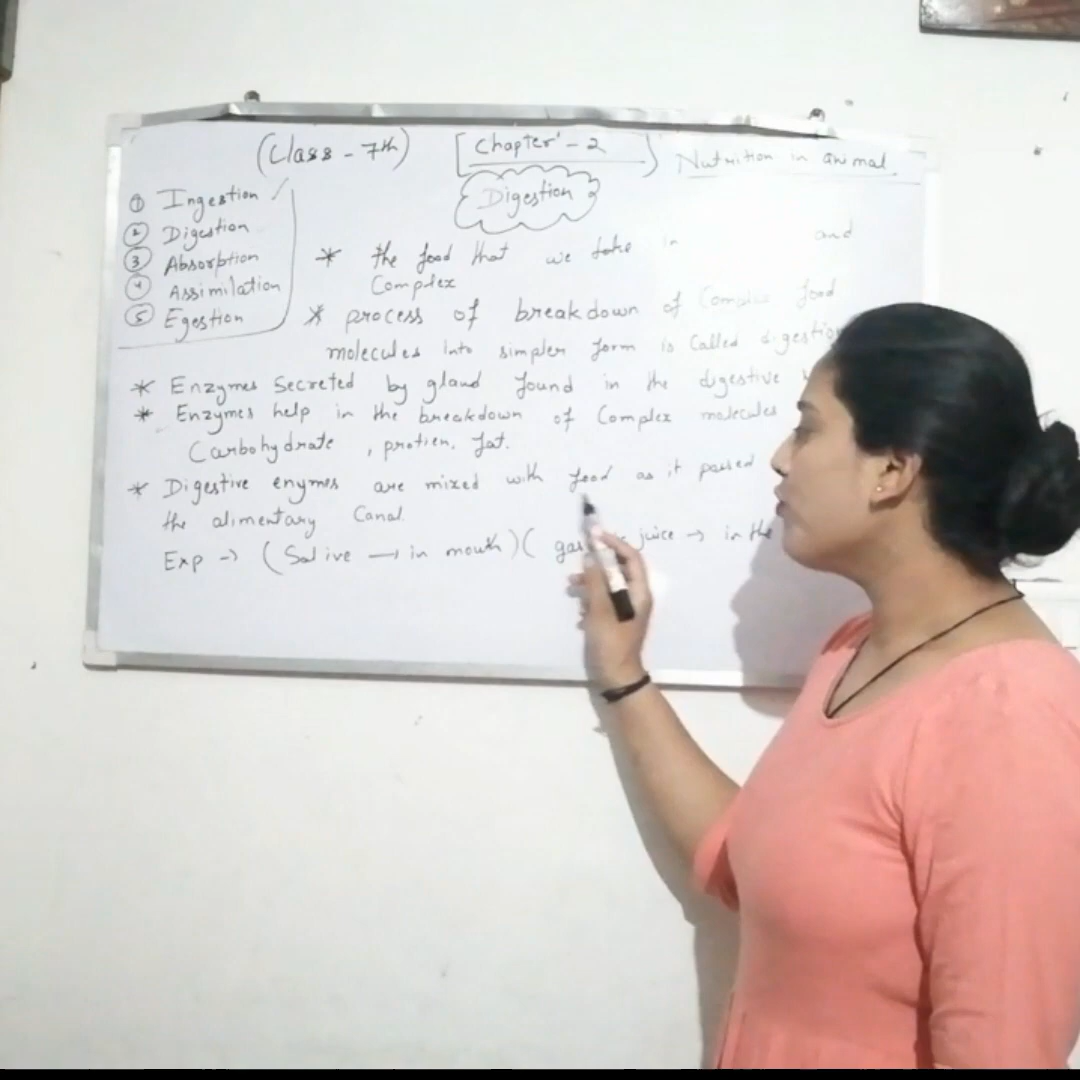 (Class - 7th) [Chapter - 2) Nutrition in animal
Digestion
① Ingestion
② Digestion
③ Absorption
④ Assimilation
⑤ Egestion
* the food that we take in and
Complex
* process of breakdown of Complex food
molecules into simpler form is Called digestion
* Enzymes Secreted by gland found in the digestive
* Enzymes help in the breakdown of Complex molecules
Carbohydrate , protien, fat.
* Digestive enymes are mixed with food as it passed
the alimentary Canal.
Exp → (Salive → in mouth) ( juice → in the